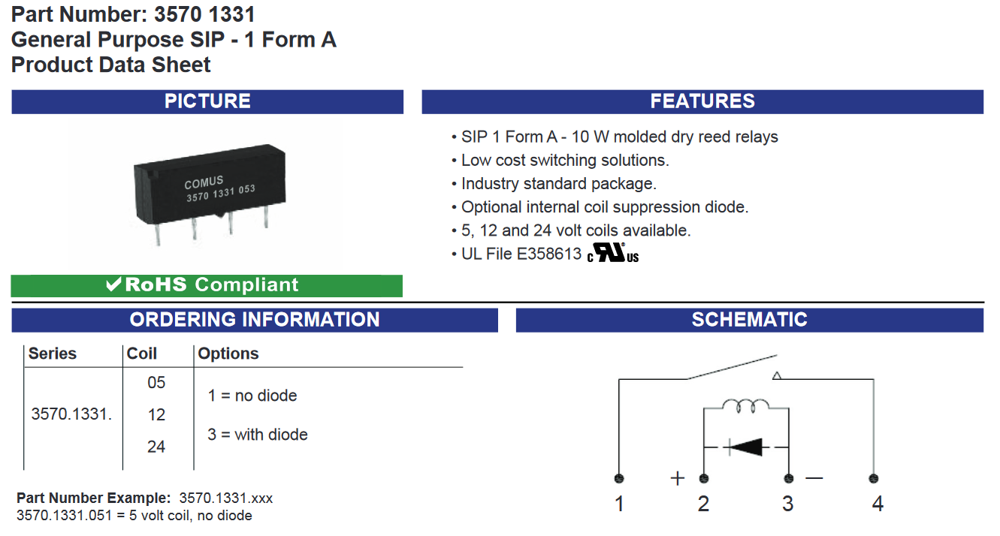 Part Number: 3570 1331
General Purpose SIP - 1 Form A
Product Data Sheet
PICTURE
COMUS
3570 1331 053
RoHS Compliant
FEATURES
• SIP 1 Form A - 10 W molded dry reed relays
• Low cost switching solutions.
• Industry standard package.
• Optional internal coil suppression diode.
• 5, 12 and 24 volt coils available.
• UL File E358613 c RU ® US
ORDERING INFORMATION
Series Coil Options
05
1 = no diode
3570.1331. 12
3 = with diode
24
Part Number Example: 3570.1331.xxx
3570.1331.051 = 5 volt coil, no diode
SCHEMATIC
+ −
1 2 3 4